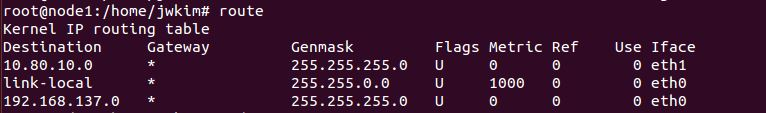 root@node1:/home/jwkim# route
Kernel IP routing table
Destination     Gateway         Genmask         Flags Metric Ref    Use Iface
10.80.10.0      *               255.255.255.0   U     0      0        0 eth1
link-local      *               255.255.0.0     U     1000   0        0 eth0
192.168.137.0   *               255.255.255.0   U     0      0        0 eth0